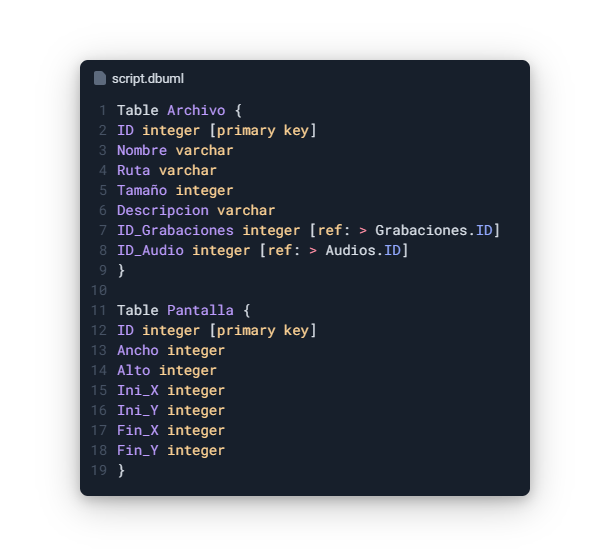 script.dbuml
1 Table Archivo {
2 ID integer [primary key]
3 Nombre varchar
4 Ruta varchar
5 Tamaño integer
6 Descripcion varchar
7 ID_Grabaciones integer [ref: > Grabaciones.ID]
8 ID_Audio integer [ref: > Audios.ID]
9 }
10
11 Table Pantalla {
12 ID integer [primary key]
13 Ancho integer
14 Alto integer
15 Ini_X integer
16 Ini_Y integer
17 Fin_X integer
18 Fin_Y integer
19 }